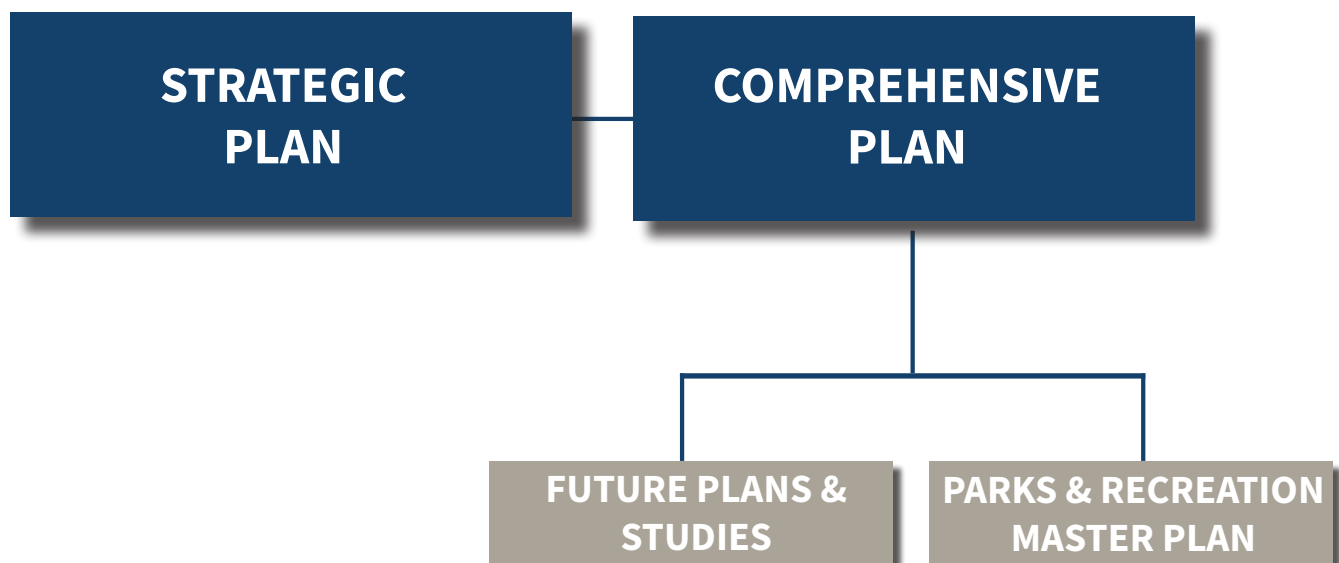 STRATEGIC
PLAN
COMPREHENSIVE
PLAN
FUTURE PLANS &
STUDIES
PARKS & RECREATION
MASTER PLAN